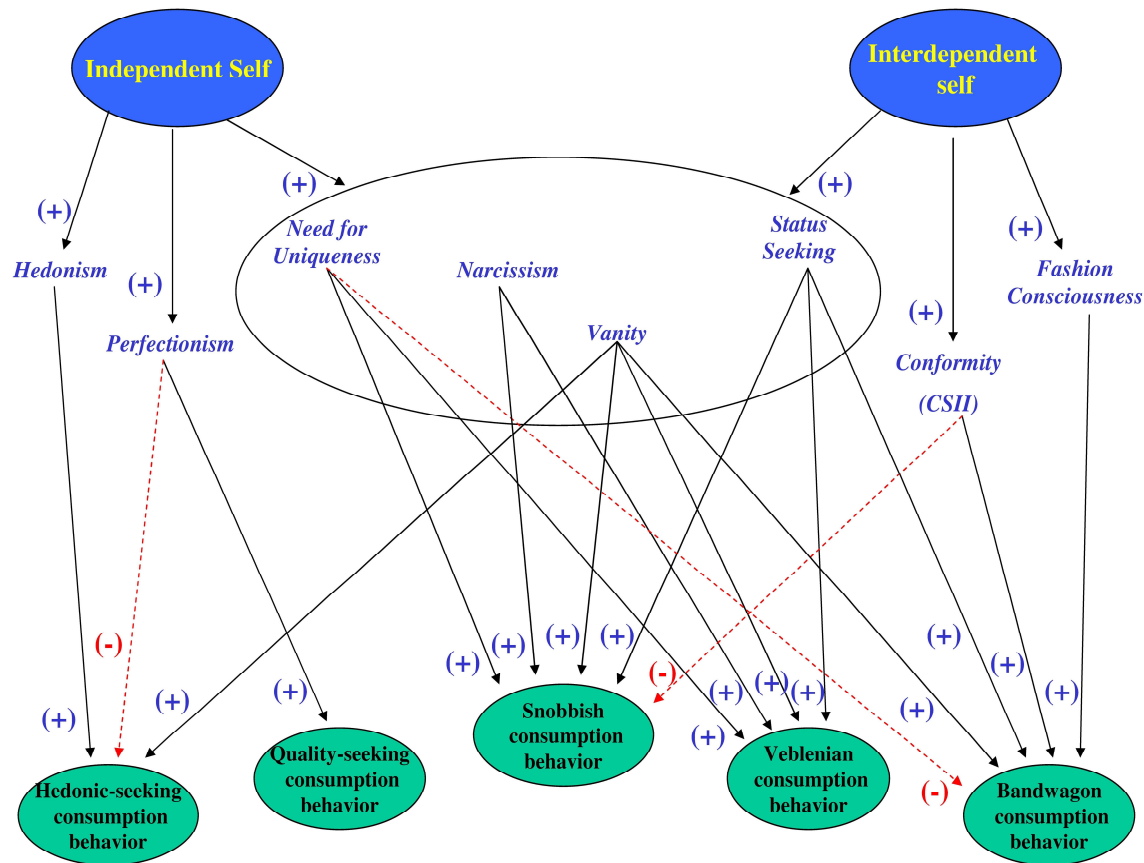 Independent Self
Interdependent
self
(+)
(+)
(+)
(+)
(+)
(+)
(+)
(+)
Hedonism
Perfectionism
Need for
Uniqueness
Narcissism
Vanity
Status
Seeking
Conformity
(CSII)
Fashion
Consciousness
(-)
(+)
(+)
(+)
(+)
(+)
(+)
(+)
(-)
(+)
(+)
(+)
(+)
(+)
(+)
(+)
(+)
(-)
Hedonic-seeking
consumption
behavior
Quality-seeking
consumption
behavior
Snobbish
consumption
behavior
Veblenian
consumption
behavior
Bandwagon
consumption
behavior